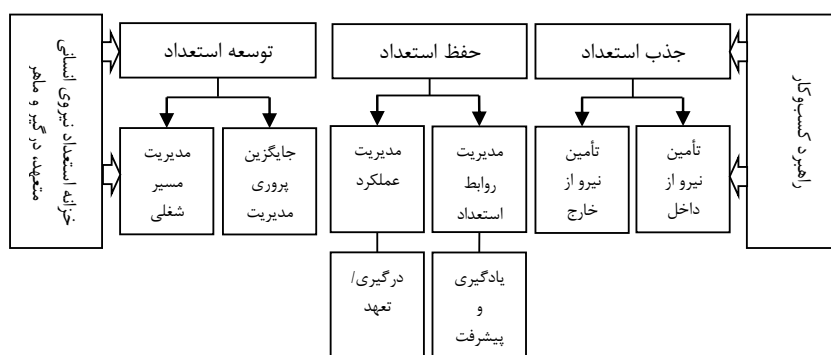 راهبرد کسب‌وکار
جذب استعداد
حفظ استعداد
توسعه استعداد
خزانه استعداد نیروی انسانی
متعهد، درگیر و ماهر
تأمین
نیرو از
داخل
تأمین
نیرو از
خارج
مدیریت
روابط
استعداد
مدیریت
عملکرد
جایگزین
پروری
مدیریت
مدیریت
مسیر
شغلی
یادگیری
و
پیشرفت
درگیری/
تعهد